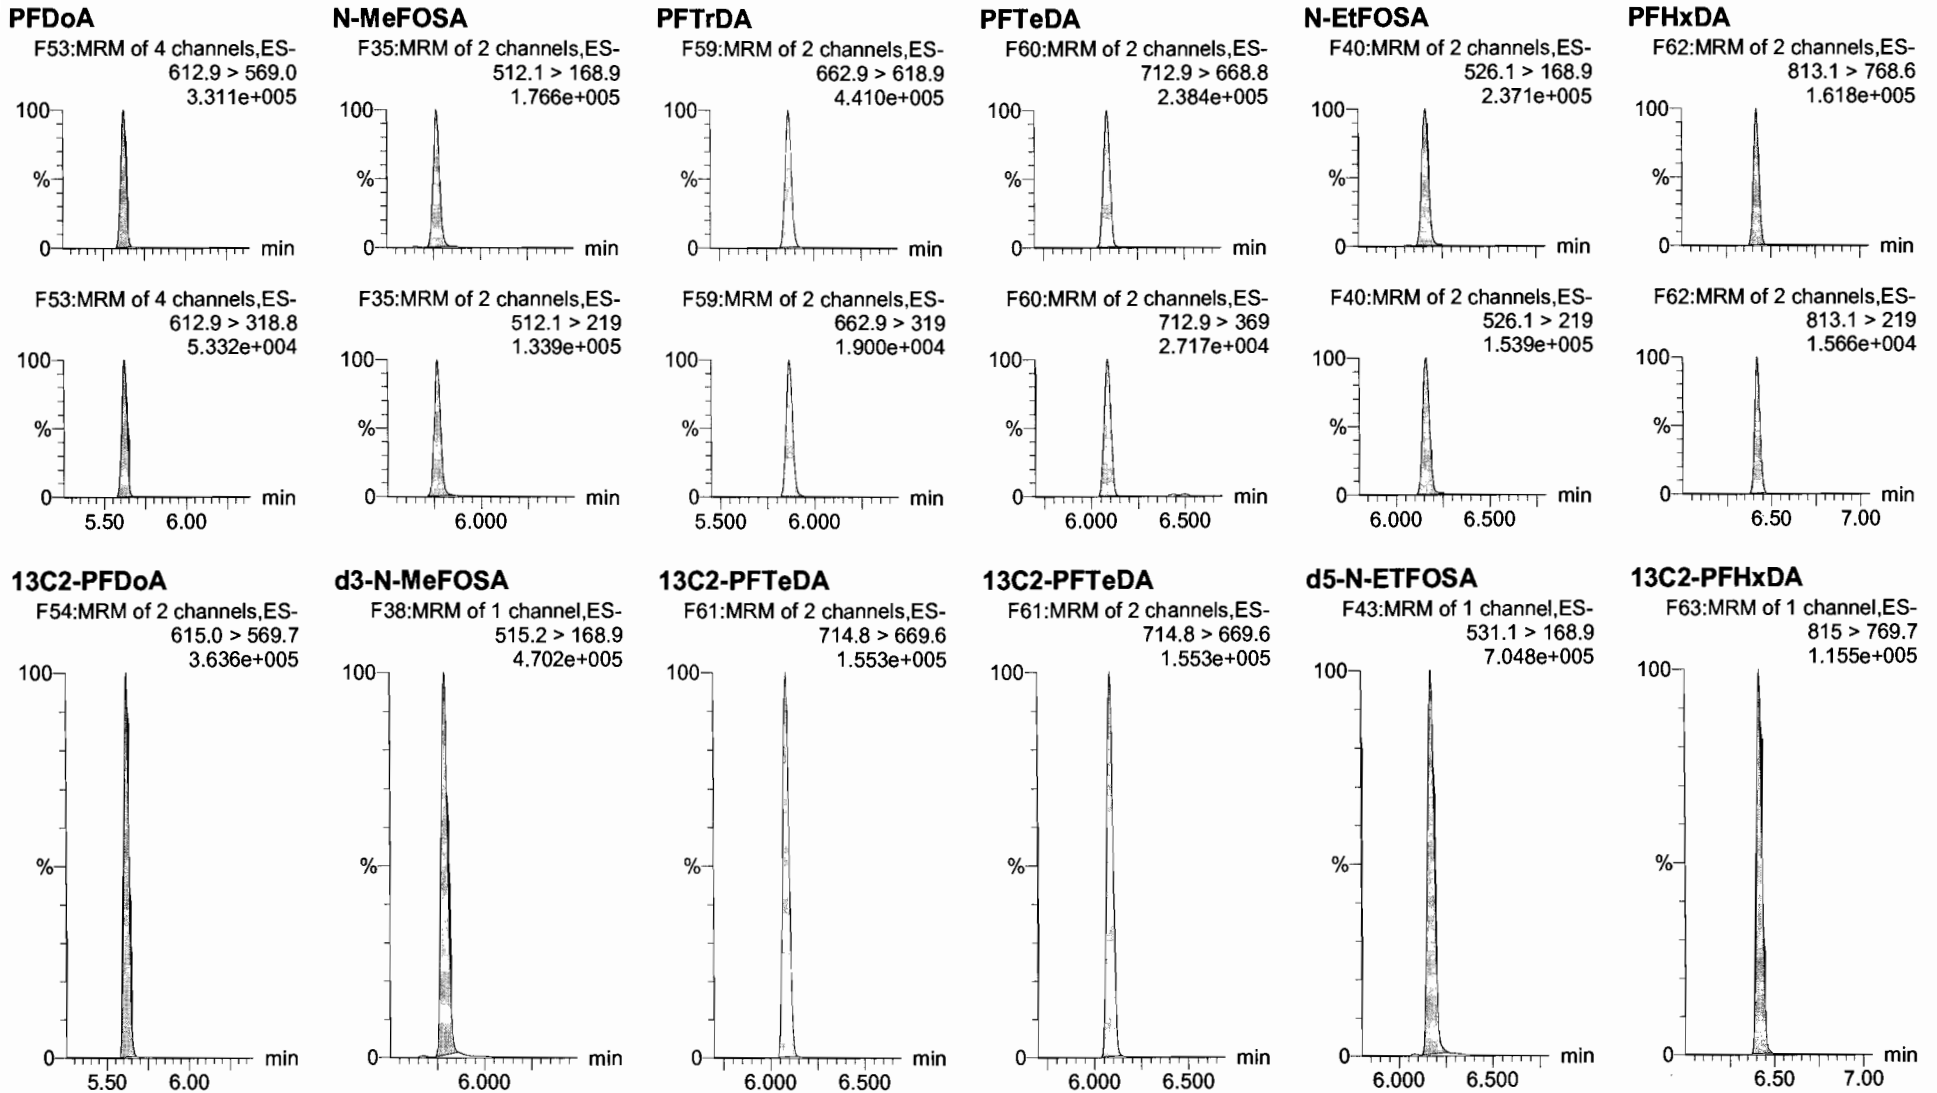 PFDoA
F53:MRM of 4 channels,ES-
612.9 > 569.0
3.311e+005
100
%
0
min
F53:MRM of 4 channels,ES-
612.9 > 318.8
5.332e+004
100
%
0
min
5.50 6.00
N-MeFOSA
F35:MRM of 2 channels,ES-
512.1 > 168.9
1.766e+005
100
%
0
min
F35:MRM of 2 channels,ES-
512.1 > 219
1.339e+005
100
%
0
min
6.000
PFTrDA
F59:MRM of 2 channels,ES-
662.9 > 618.9
4.410e+005
100
%
0
min
F59:MRM of 2 channels,ES-
662.9 > 319
1.900e+004
100
%
0
min
5.500 6.000
PFTeDA
F60:MRM of 2 channels,ES-
712.9 > 668.8
2.384e+005
100
%
0
min
F60:MRM of 2 channels,ES-
712.9 > 369
2.717e+004
100
%
0
min
6.000 6.500
N-EtFOSA
F40:MRM of 2 channels,ES-
526.1 > 168.9
2.371e+005
100
%
0
min
F40:MRM of 2 channels,ES-
526.1 > 219
1.539e+005
100
%
0
min
6.000 6.500
PFHxDA
F62:MRM of 2 channels,ES-
813.1 > 768.6
1.618e+005
100
%
0
min
F62:MRM of 2 channels,ES-
813.1 > 219
1.566e+004
100
%
0
min
6.50 7.00
13C2-PFDoA
F54:MRM of 2 channels,ES-
615.0 > 569.7
3.636e+005
100
%
0
min
5.50 6.00
d3-N-MeFOSA
F38:MRM of 1 channel,ES-
515.2 > 168.9
4.702e+005
100
%
0
min
6.000
13C2-PFTeDA
F61:MRM of 2 channels,ES-
714.8 > 669.6
1.553e+005
100
%
0
min
6.000 6.500
13C2-PFTeDA
F61:MRM of 2 channels,ES-
714.8 > 669.6
1.553e+005
100
%
0
min
6.000 6.500
d5-N-ETFOSA
F43:MRM of 1 channel,ES-
531.1 > 168.9
7.048e+005
100
%
0
min
6.000 6.500
13C2-PFHxDA
F63:MRM of 1 channel,ES-
815 > 769.7
1.155e+005
100
%
0
min
6.50 7.00